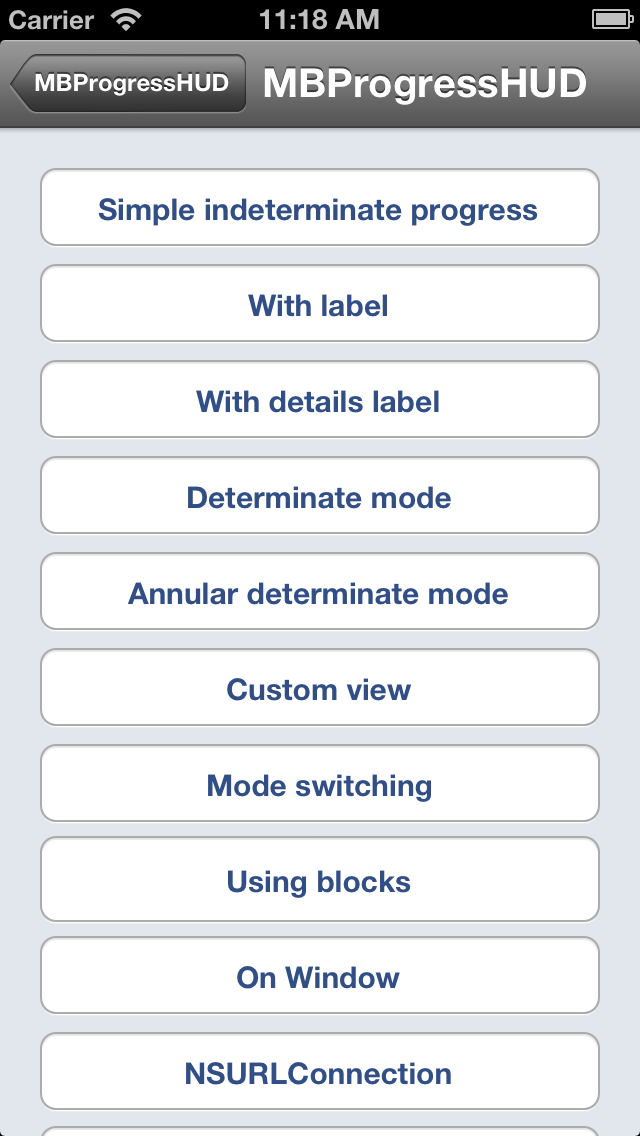 Carrier 11:18 AM
MBProgressHUD MBProgressHUD
Simple indeterminate progress
With label
With details label
Determinate mode
Annular determinate mode
Custom view
Mode switching
Using blocks
On Window
NSURLConnection